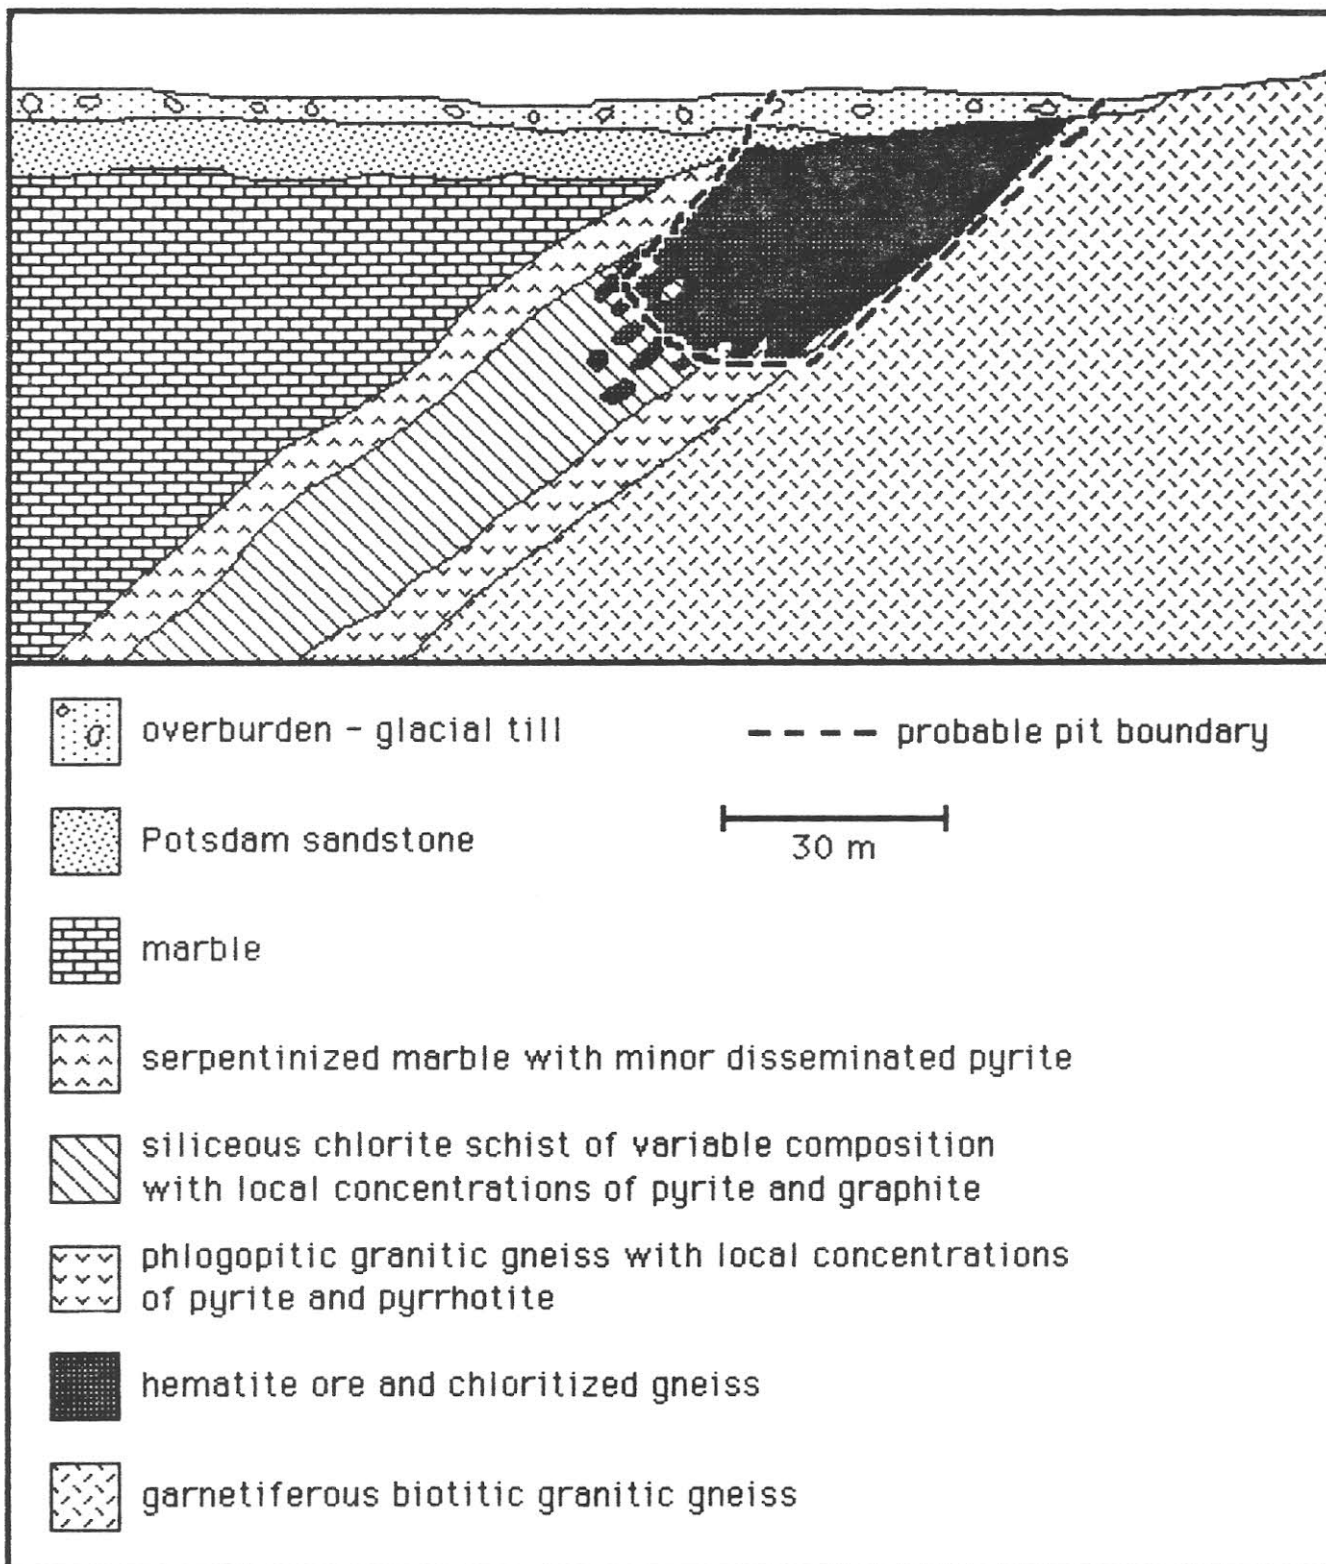 overburden - glacial till
probable pit boundary
Potsdam sandstone
30 m
marble
serpentinized marble with minor disseminated pyrite
siliceous chlorite schist of variable composition
with local concentrations of pyrite and graphite
phlogopitic granitic gneiss with local concentrations
of pyrite and pyrrhotite
hematite ore and chloritized gneiss
garnetiferous biotitic granitic gneiss